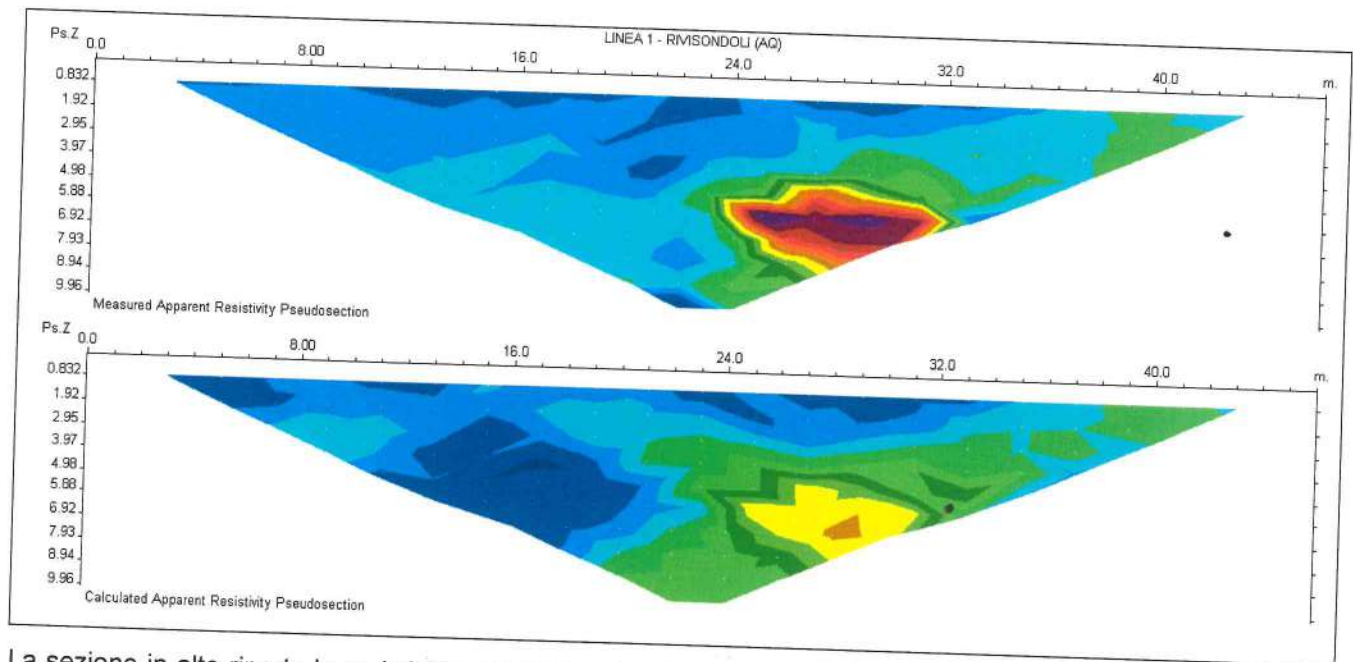 LINEA 1 - RIVISONDOLI (AQ)
Ps.Z
0.0 8.00 16.0 24.0 32.0 40.0 m.
0.832
1.92
2.95
3.97
4.98
5.88
6.92
7.93
8.94
9.96
Measured Apparent Resistivity Pseudosection
Ps.Z
0.0 8.00 16.0 24.0 32.0 40.0 m.
0.832
1.92
2.95
3.97
4.98
5.88
6.92
7.93
8.94
9.96
Calculated Apparent Resistivity Pseudosection
La sezione in alto riporta